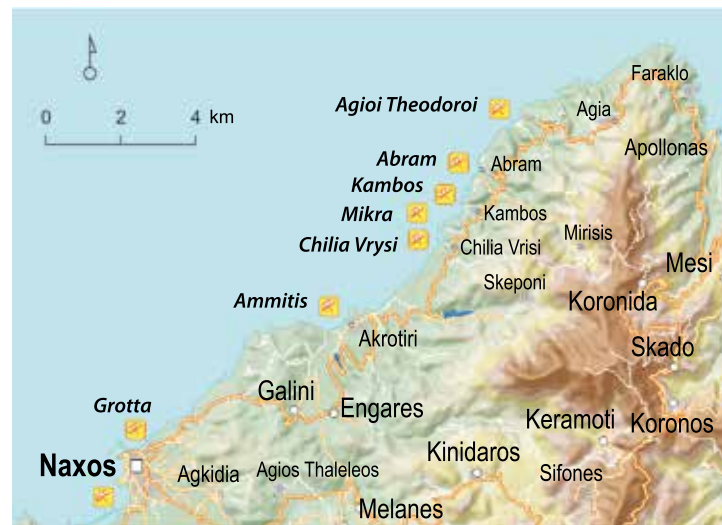 Faraklo
Agioi Theodoroi
Agia
0 2 4 km
Apollonas
Abram
Abram
Kambos
Mikra
Kambos
Mirisis
Chilia Vrysi
Chilia Vrisi
Mesi
Skeponi
Koronida
Ammitis
Akrotiri
Skado
Galini
Engares
Grotta
Keramoti
Koronos
Naxos
Agkidia
Agios Thaleleos
Kinidaros
Sifones
Melanes